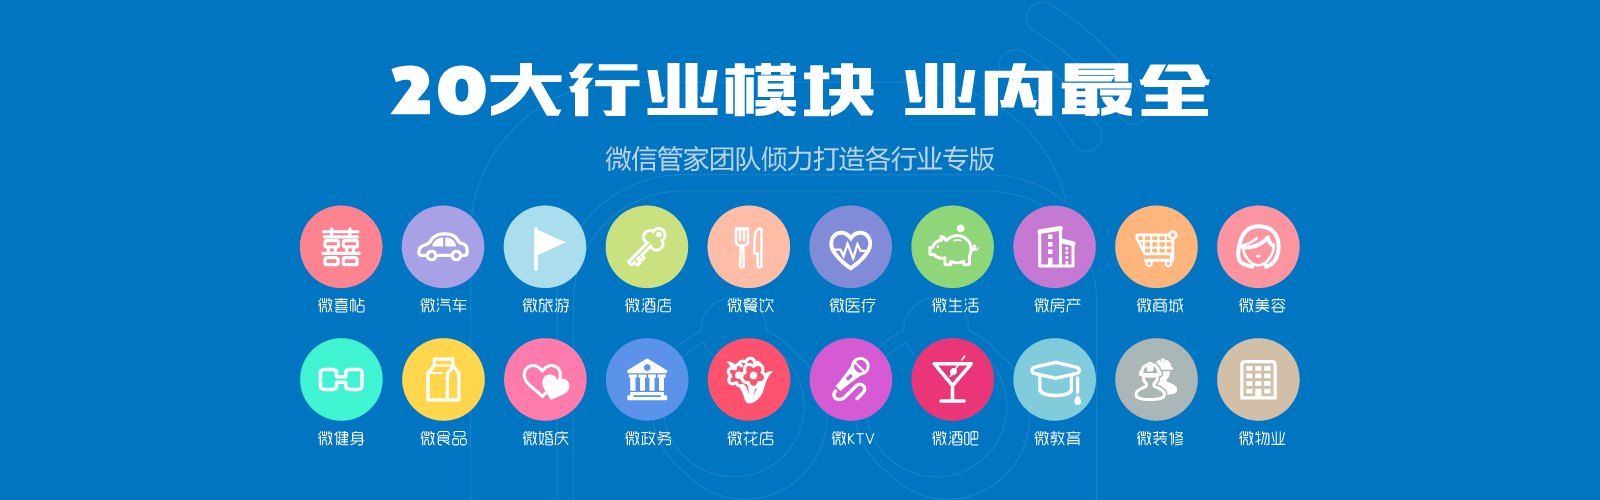 20大行业模块 业内最全
微信管家团队倾力打造各行业专版
囍
微喜帖 微汽车 微旅游 微酒店 微餐饮 微医疗 微生活 微房产 微商城 微美容
微健身 微食品 微婚庆 微政务 微花店 微KTV 微酒吧 微教育 微装修 微物业